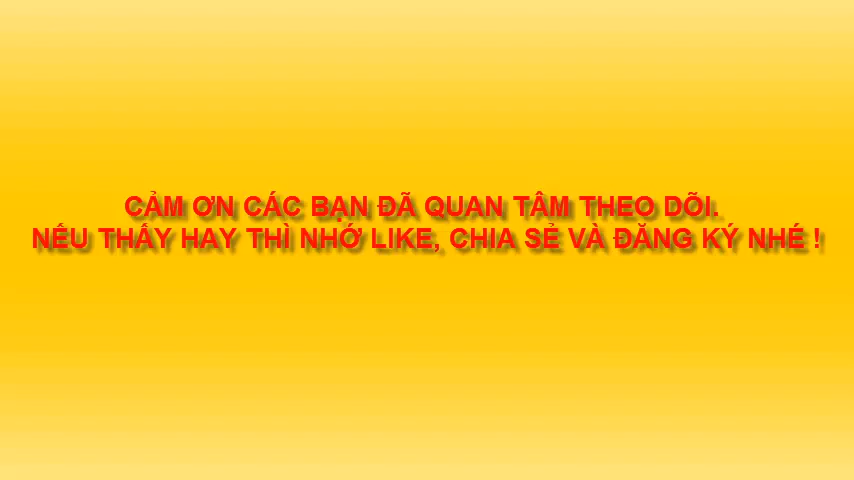 CẢM ƠN CÁC BẠN ĐÃ QUAN TÂM THEO DÕI.
NẾU THẤY HAY THÌ NHỚ LIKE, CHIA SẺ VÀ ĐĂNG KÝ NHÉ !